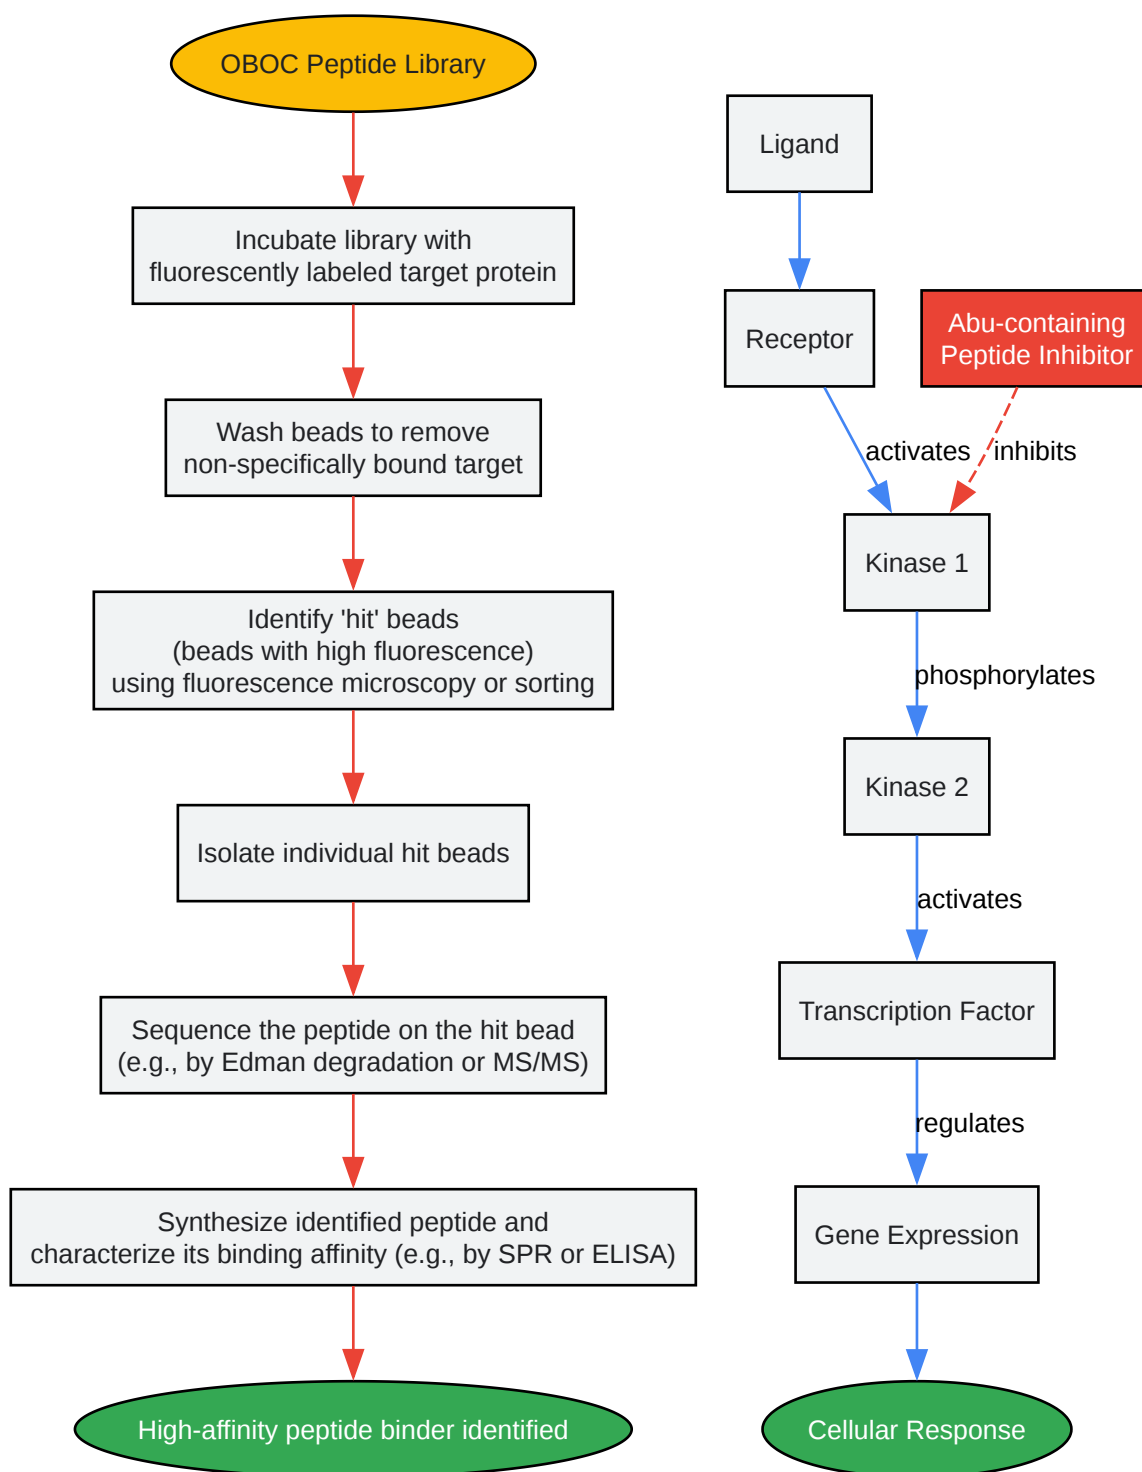 OBOC Peptide Library
Incubate library with
fluorescently labeled target protein
Wash beads to remove
non-specifically bound target
Identify 'hit' beads
(beads with high fluorescence)
using fluorescence microscopy or sorting
Isolate individual hit beads
Sequence the peptide on the hit bead
(e.g., by Edman degradation or MS/MS)
Synthesize identified peptide and
characterize its binding affinity (e.g., by SPR or ELISA)
High-affinity peptide binder identified
Ligand
Receptor
Abu-containing
Peptide Inhibitor
activates
inhibits
Kinase 1
phosphorylates
Kinase 2
activates
Transcription Factor
regulates
Gene Expression
Cellular Response